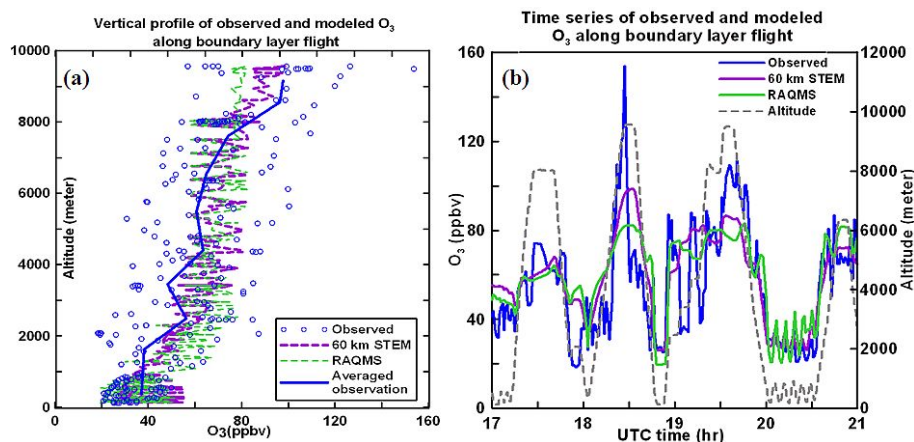 Vertical profile of observed and modeled O3
along boundary layer flight
10000
8000
6000
4000
2000
0
Altitude (meter)
(a)
Observed
60 km STEM
RAQMS
Averaged
observation
0
40
80
120
160
O3(ppbv)
Time series of observed and modeled
O3 along boundary layer flight
160
120
80
40
0
O3 (ppbv)
(b)
Observed
60 km STEM
RAQMS
Altitude
12000
10000
8000
6000
4000
2000
0
Altitude (meter)
17
18
19
20
21
UTC time (hr)